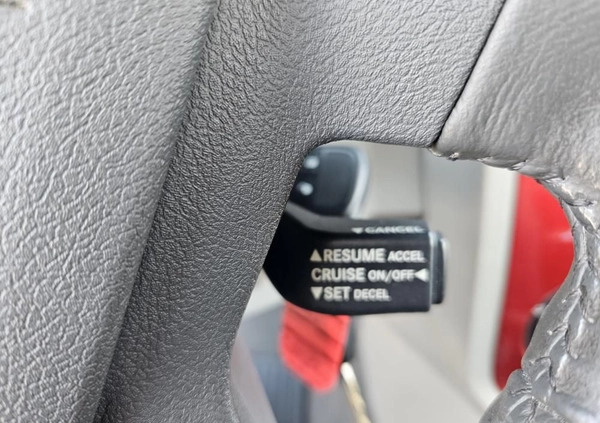 ▼CANCEL
▲RESUME ACCEL
CRUISE ON/OFF◄
▼SET DECEL